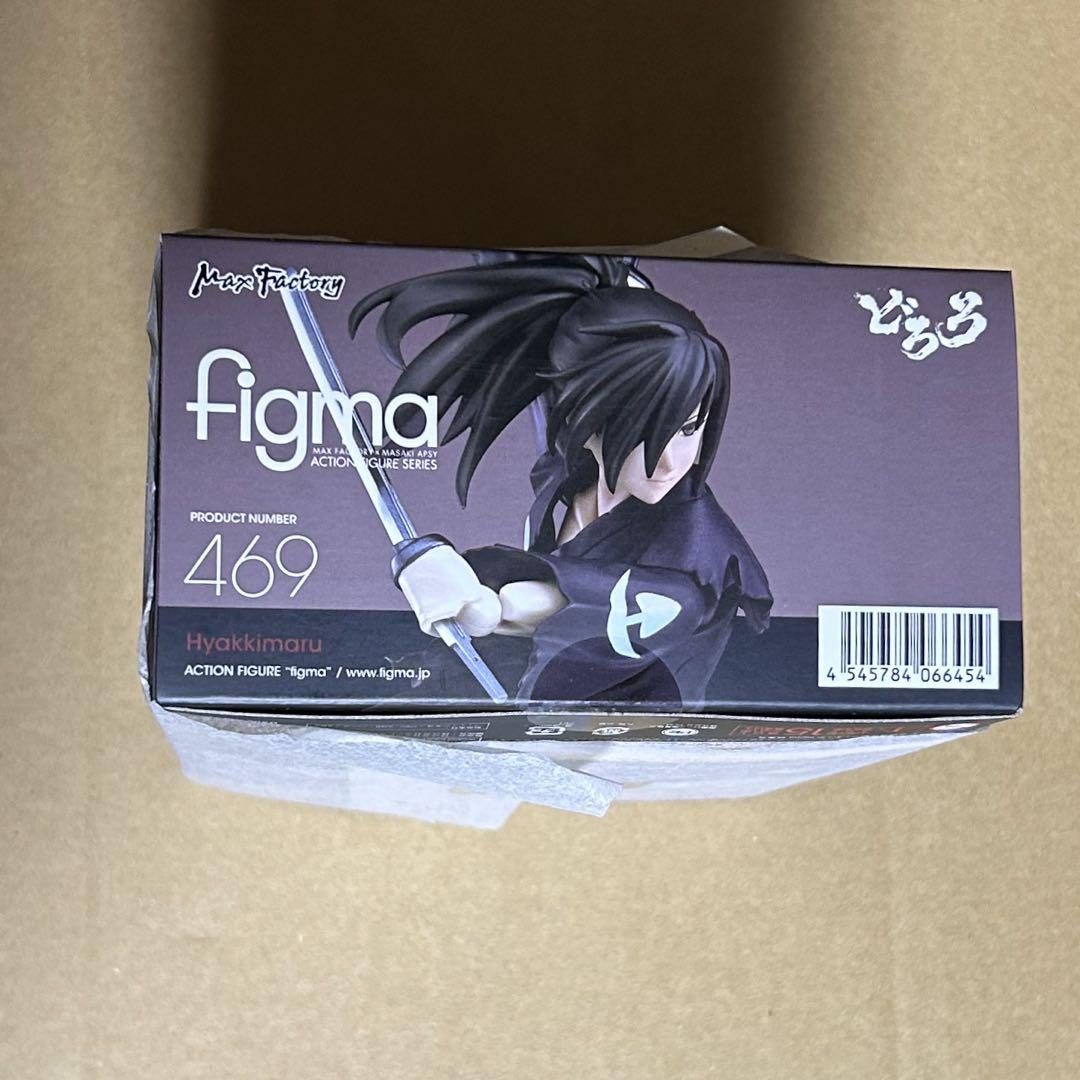 Max Factory
どろろ
figma
MAX FACTORY × MASAKI APSY
ACTION FIGURE SERIES
PRODUCT NUMBER
469
Hyakkimaru
ACTION FIGURE "figma" / www.figma.jp
4 545784 066454